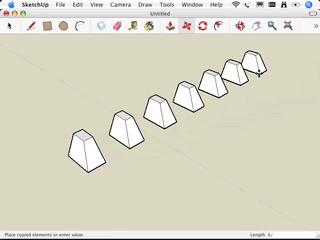 SketchUp File Edit View Camera Draw Tools Window Help
Untitled
Place copied elements or enter value. Length 6/